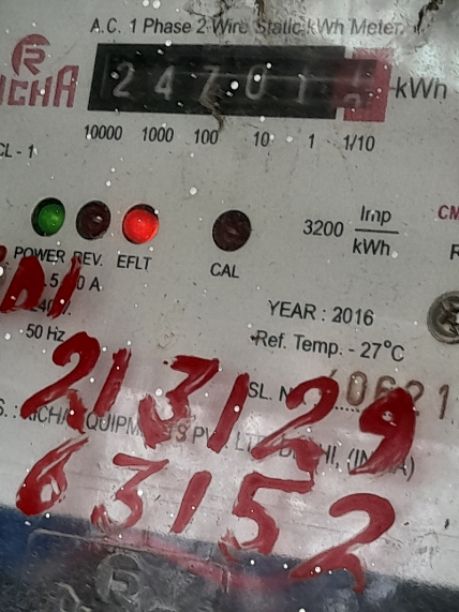 A.C. 1 Phase 2 Wire Static kWh Meter
R
ICHA
2 4 7 0 1 kWh
10000 1000 100 10 1 1/10
CL - 1
3200 Imp/kWh
CM
POWER REV. EFLT
CAL
YEAR : 2016
50 Hz
Ref. Temp. - 27°C
213129
SL. N
63152